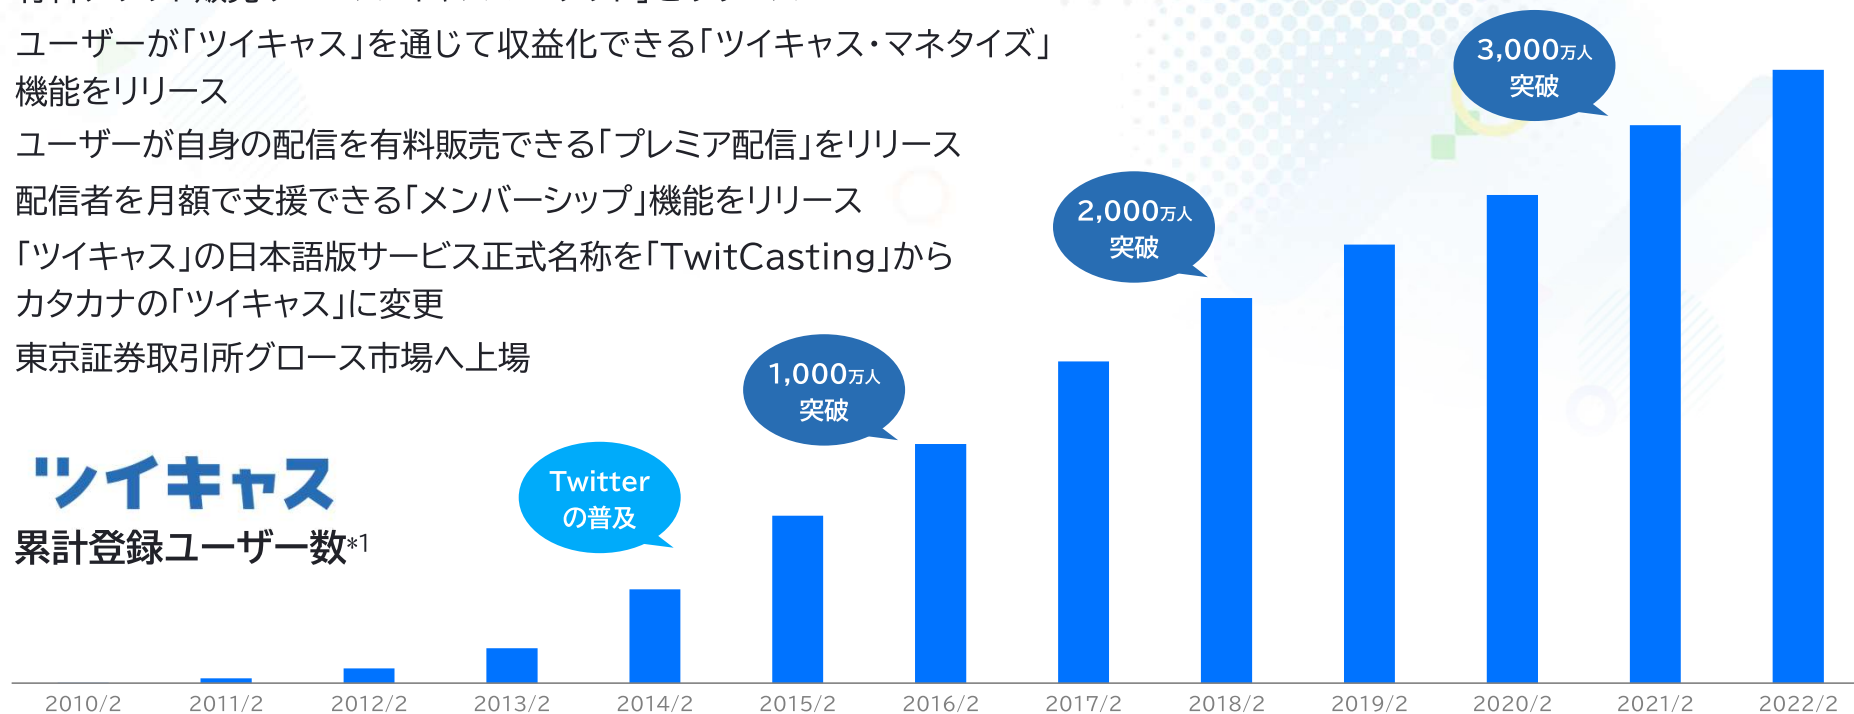 ユーザーが「ツイキャス」を通じて収益化できる「ツイキャス・マネタイズ」
機能をリリース
ユーザーが自身の配信を有料販売できる「プレミア配信」をリリース
配信者を月額で支援できる「メンバーシップ」機能をリリース
「ツイキャス」の日本語版サービス正式名称を「TwitCasting」から
カタカナの「ツイキャス」に変更
東京証券取引所グロース市場へ上場
ツイキャス
累計登録ユーザー数*1
Twitter
の普及
1,000万人
突破
2,000万人
突破
3,000万人
突破
2010/2
2011/2
2012/2
2013/2
2014/2
2015/2
2016/2
2017/2
2018/2
2019/2
2020/2
2021/2
2022/2